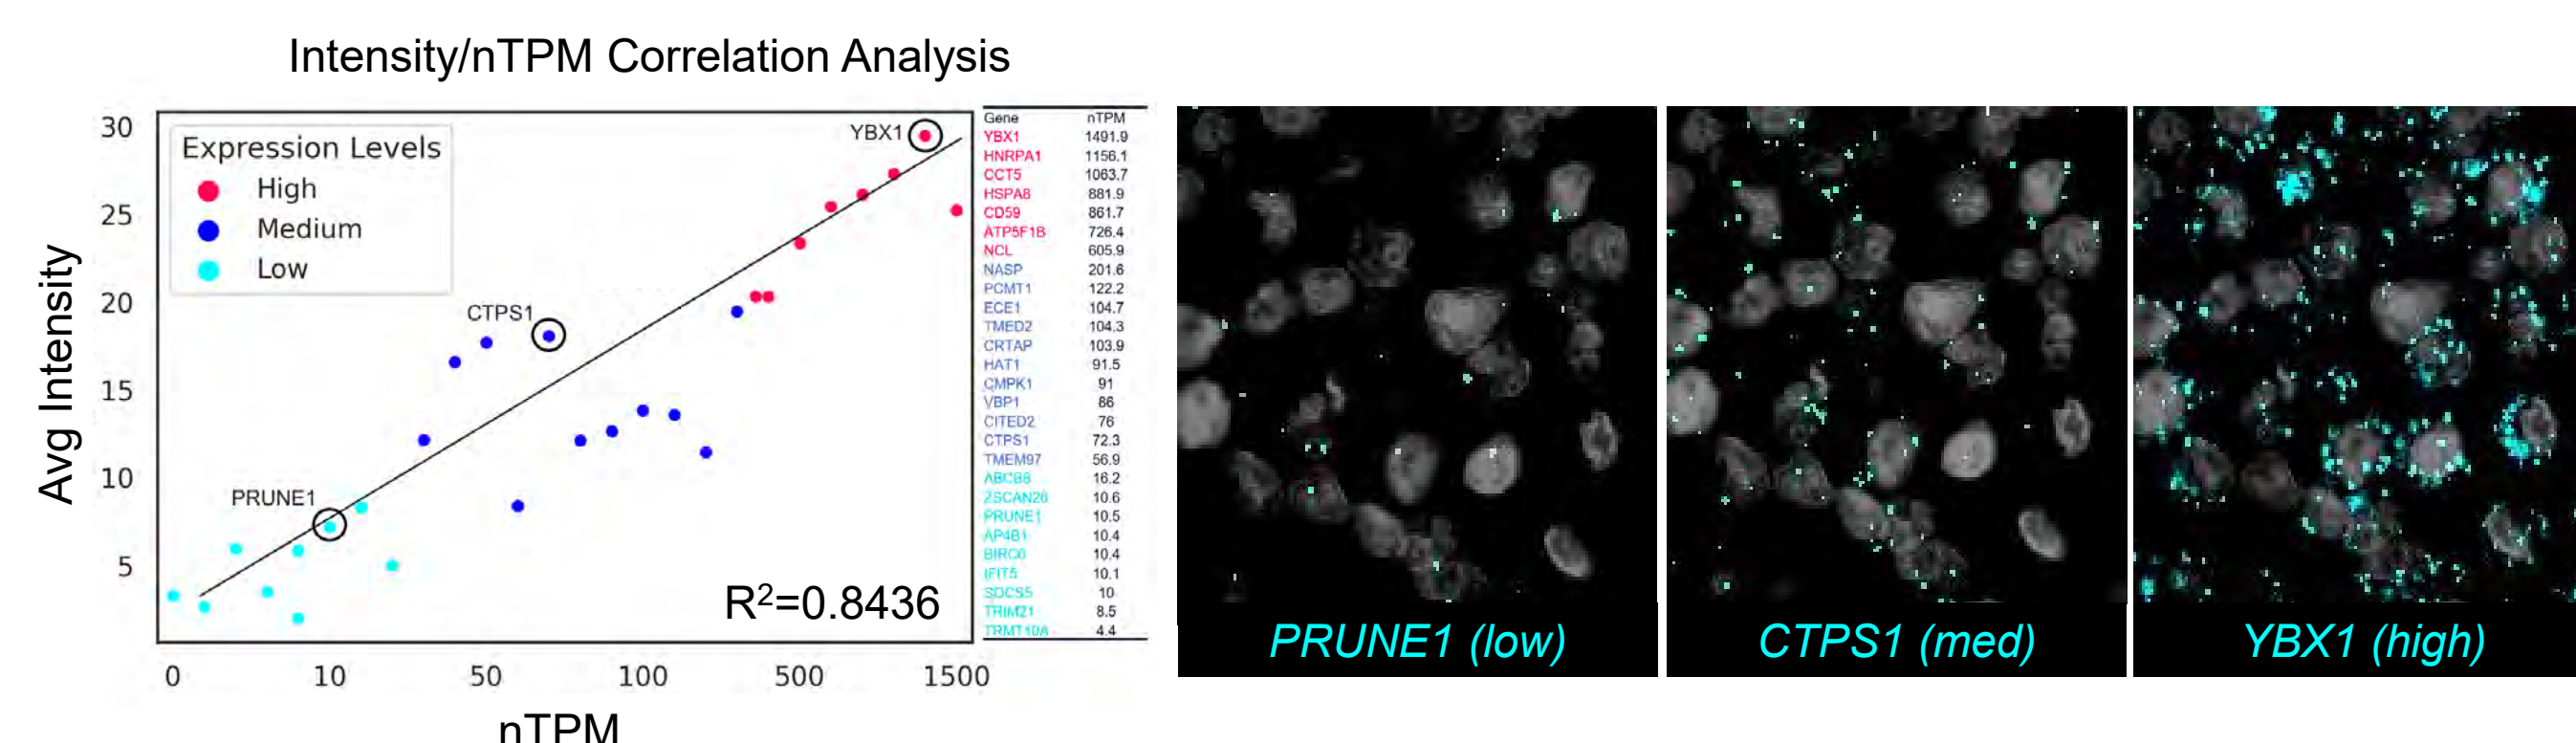 Intensity/nTPM Correlation Analysis
Avg Intensity
30
25
20
15
10
5
Expression Levels
High
Medium
Low
YBX1
CTPS1
PRUNE1
R²=0.8436
0 10 50 100 500 1500
nTPM
Gene nTPM
YBX1 1491.9
HNRPA1 1156.1
CCT5 1063.7
HSPA8 881.9
CD59 861.7
ATP5F1B 726.4
NCL 605.9
NASP 201.6
PCMT1 122.2
ECE1 104.7
TMED2 104.3
CRTAP 103.9
HAT1 91.5
CMPK1 91
VBP1 86
CITED2 76
CTPS1 72.3
TMEM97 56.9
ABCB8 16.2
ZSCAN26 10.6
PRUNE1 10.5
AP4B1 10.4
BIRC6 10.4
IFIT5 10.1
SOCS5 10
TRIM21 8.5
TRMT10A 4.4
PRUNE1 (low)
CTPS1 (med)
YBX1 (high)